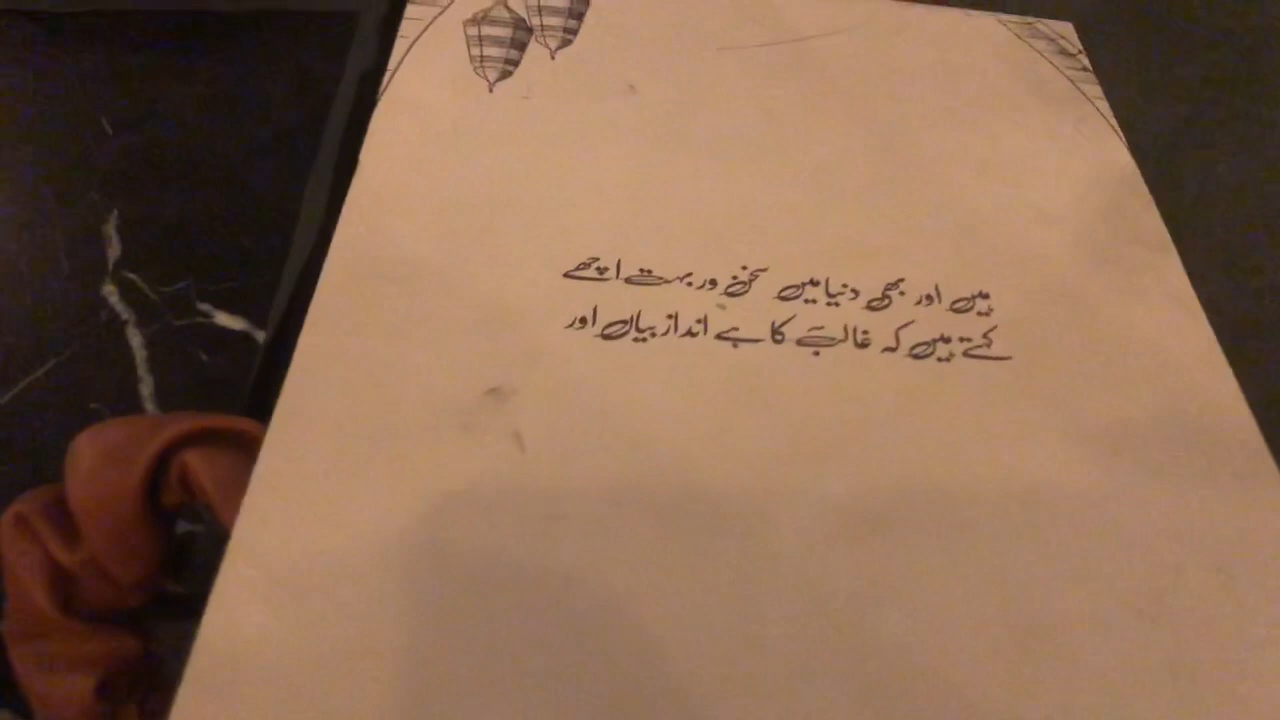 ہیں اور بھی دنیا میں سخن ور بہت اچھے
کہتے ہیں کہ غالبؔ کا ہے انداز بیاں اور